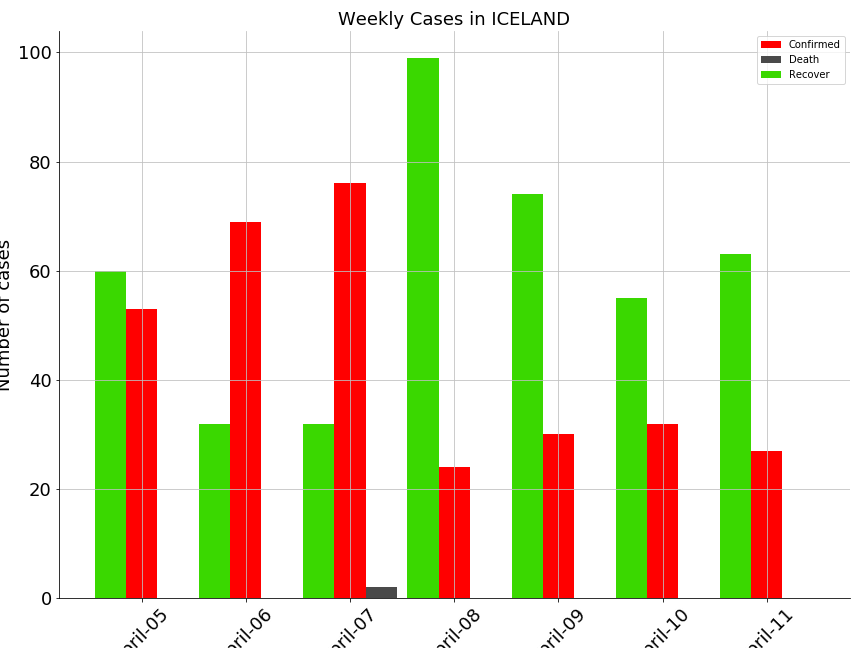 Weekly Cases in ICELAND
Confirmed
Death
Recover
Number of cases
100
80
60
40
20
0
pril-05
pril-06
pril-07
pril-08
pril-09
pril-10
pril-11